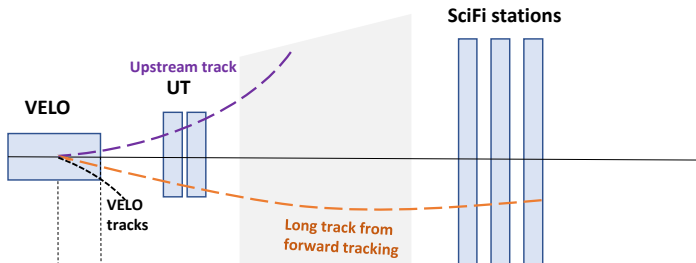 SciFi stations
Upstream track
UT
VELO
VELO
tracks
Long track from
forward tracking